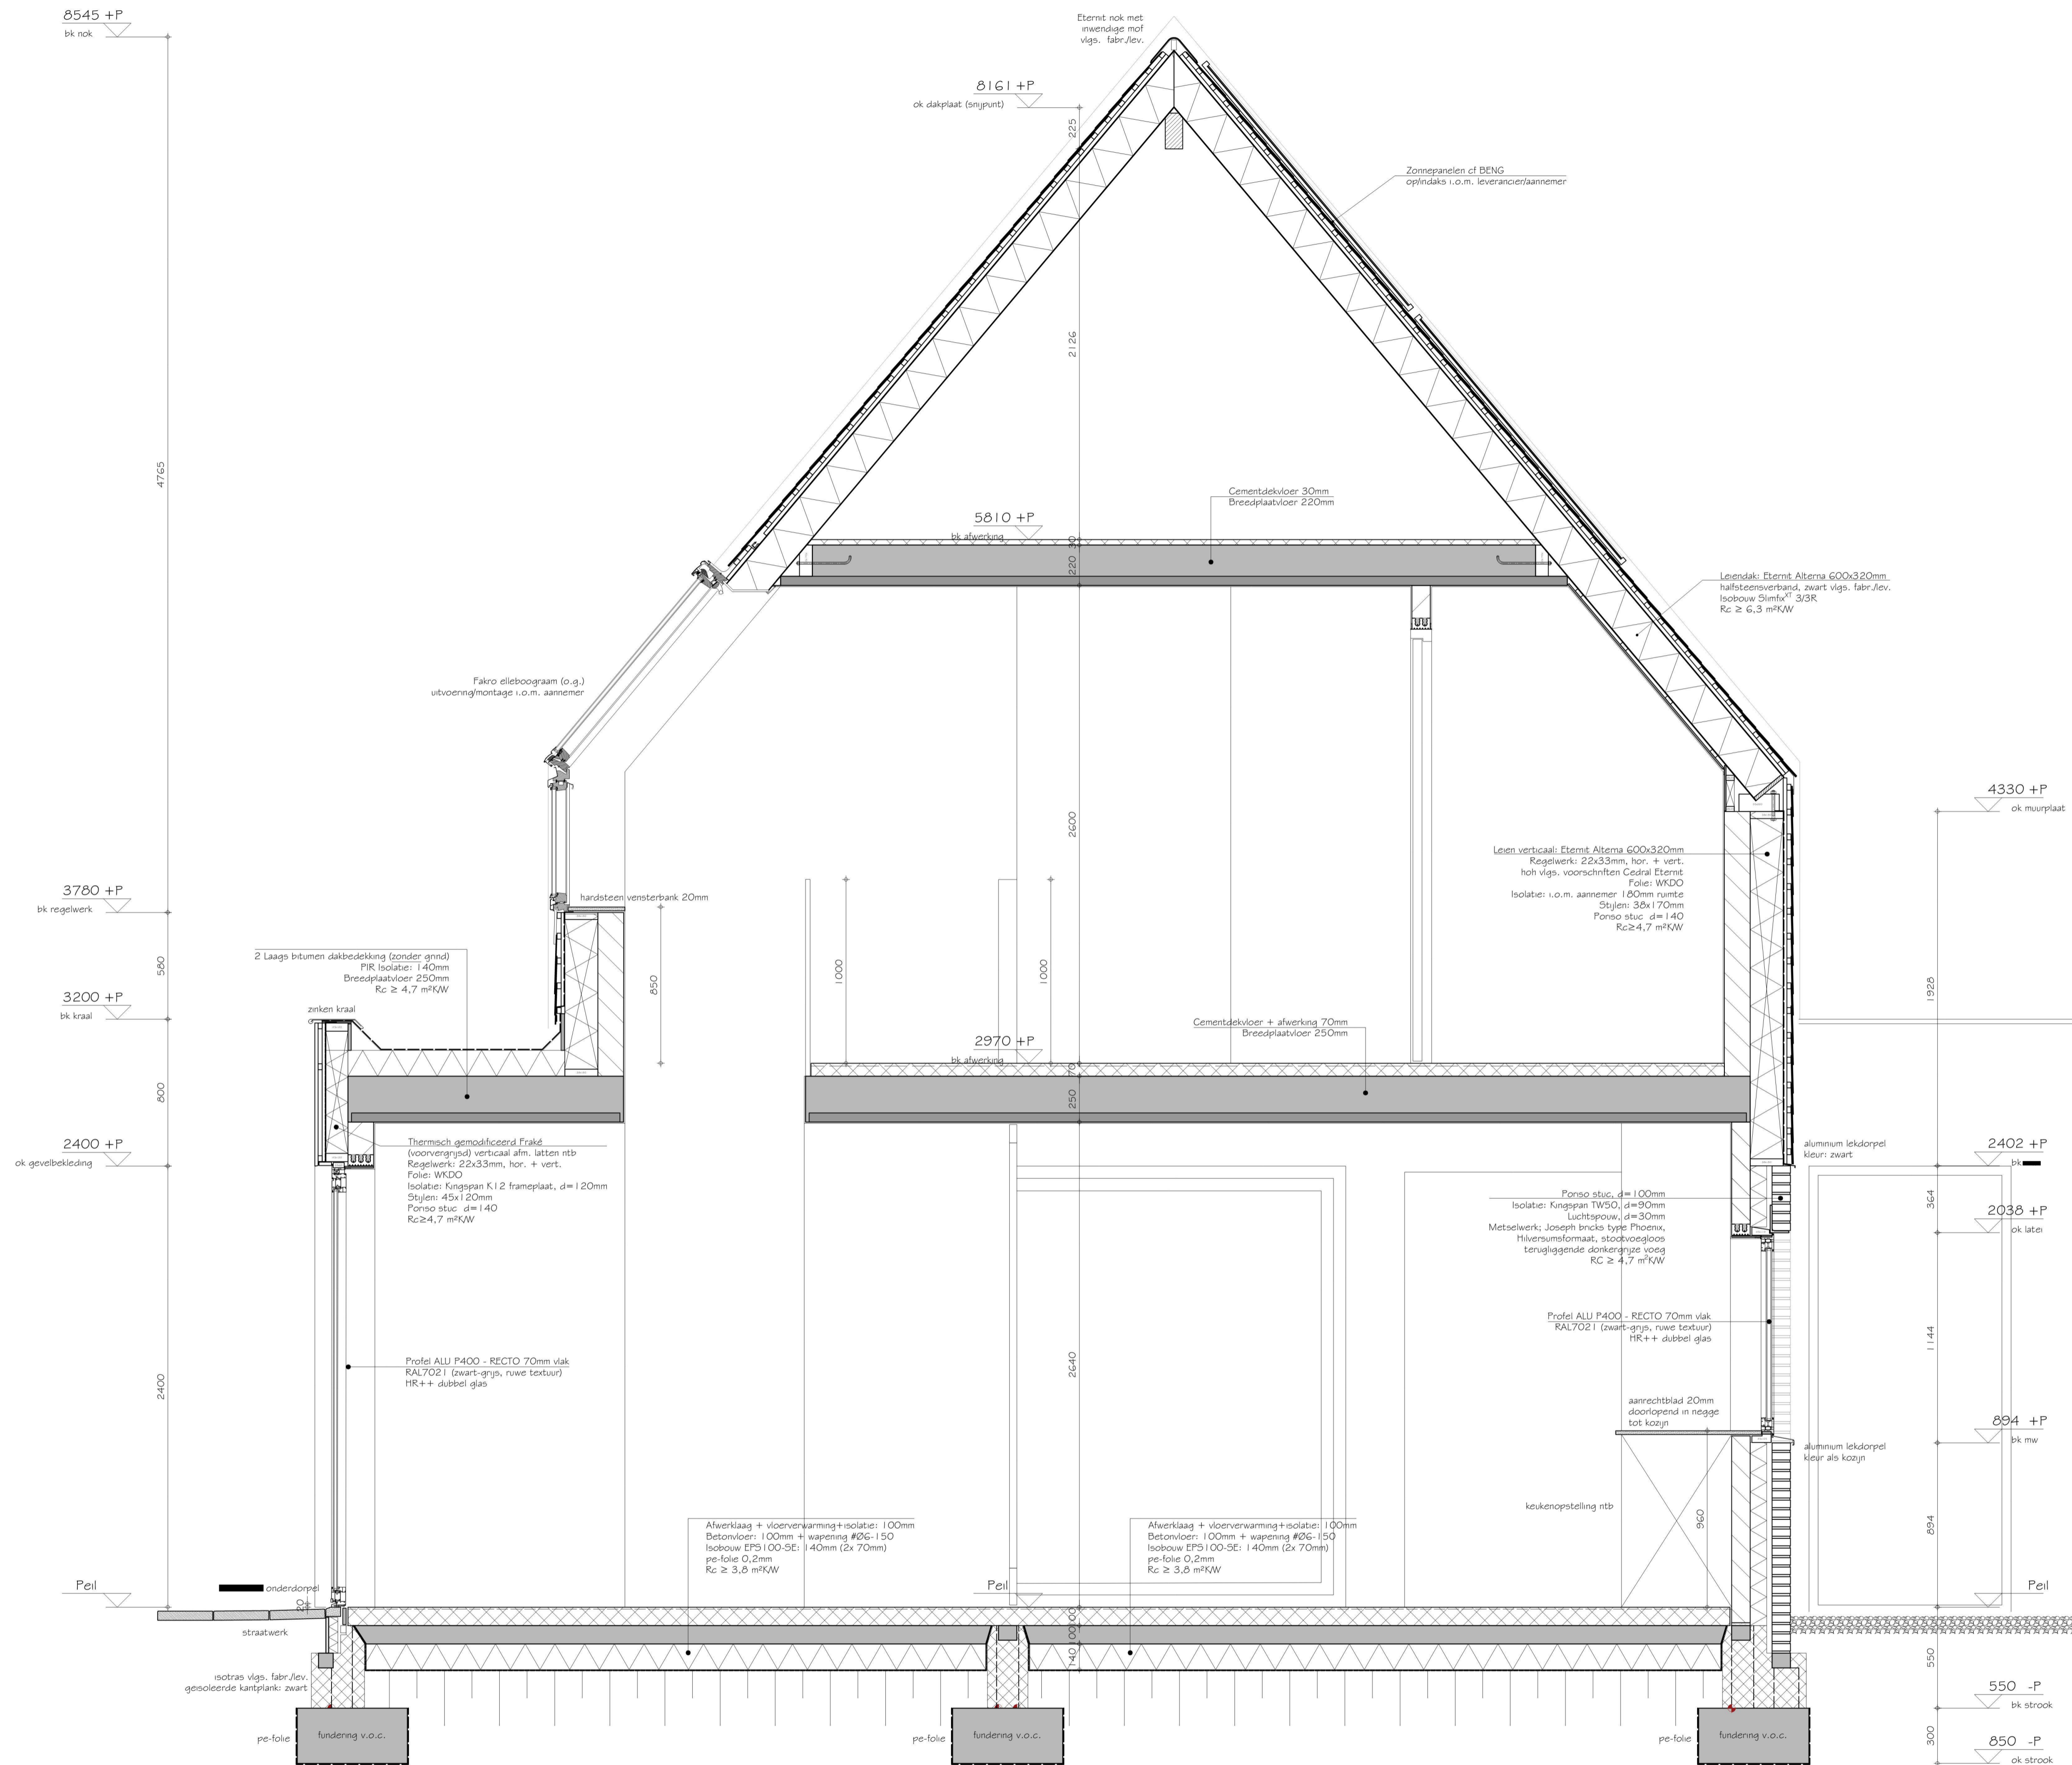 8545 +P
bk nok
Eternit nok met
inwendige mof
vlgs. fabr./lev.
8161 +P
ok dakplaat (snijpunt)
225
Zonnepanelen cf BENG
op/indaks i.o.m. leverancier/aannemer
2126
4765
Cementdekvloer 30mm
Breedplaatvloer 220mm
5810 +P
bk afwerking
30
220
Leiendak: Eternit Alterna 600x320mm
halfsteensverband, zwart vlgs. fabr./lev.
Isobouw Slimfixˣᵀ 3/3R
Rc ≥ 6,3 m²K/W
Fakro elleboograam (o.g.)
uitvoering/montage i.o.m. aannemer
4330 +P
ok muurplaat
2600
Leien verticaal: Eternit Alterna 600x320mm
Regelwerk: 22x33mm, hor. + vert.
hoh vlgs. voorschriften Cedral Eternit
Folie: WKDO
Isolatie: i.o.m. aannemer 180mm ruimte
Stijlen: 38x170mm
Poriso stuc d=140
Rc≥4,7 m²K/W
3780 +P
bk regelwerk
hardsteen vensterbank 20mm
2 Laags bitumen dakbedekking (zonder grind)
PIR Isolatie: 140mm
Breedplaatvloer 250mm
Rc ≥ 4,7 m²K/W
580
850
1000
1000
1928
3200 +P
bk kraal
zinken kraal
Cementdekvloer + afwerking 70mm
Breedplaatvloer 250mm
2970 +P
bk afwerking
70
250
800
2400 +P
ok gevelbekleding
Thermisch gemodificeerd Fraké
(voorvergrijsd) verticaal afm. latten ntb
Regelwerk: 22x33mm, hor. + vert.
Folie: WKDO
Isolatie: Kingspan K12 frameplaat, d=120mm
Stijlen: 45x120mm
Poriso stuc d=140
Rc≥4,7 m²K/W
aluminium lekdorpel
kleur: zwart
2402 +P
bk
Poriso stuc, d=100mm
Isolatie: Kingspan TW50, d=90mm
Luchtspouw, d=30mm
Metselwerk; Joseph bricks type Phoenix,
Hilversumsformaat, stootvoegloos
terugliggende donkergrijze voeg
RC ≥ 4,7 m²K/W
364
2038 +P
ok latei
Profel ALU P400 - RECTO 70mm vlak
RAL7021 (zwart-grijs, ruwe textuur)
HR++ dubbel glas
1144
Profel ALU P400 - RECTO 70mm vlak
RAL7021 (zwart-grijs, ruwe textuur)
HR++ dubbel glas
2400
2640
aanrechtblad 20mm
doorlopend in negge
tot kozijn
894 +P
bk mw
aluminium lekdorpel
kleur als kozijn
keukenopstelling ntb
960
894
Afwerklaag + vloerverwarming+isolatie: 100mm
Betonvloer: 100mm + wapening #Ø6-150
Isobouw EPS100-SE: 140mm (2x 70mm)
pe-folie 0,2mm
Rc ≥ 3,8 m²K/W
Afwerklaag + vloerverwarming+isolatie: 100mm
Betonvloer: 100mm + wapening #Ø6-150
Isobouw EPS100-SE: 140mm (2x 70mm)
pe-folie 0,2mm
Rc ≥ 3,8 m²K/W
Peil
onderdorpel
20
Peil
Peil
straatwerk
100
100
140
550
isotras vlgs. fabr./lev.
geïsoleerde kantplank: zwart
550 -P
bk strook
pe-folie
fundering v.o.c.
pe-folie
fundering v.o.c.
pe-folie
fundering v.o.c.
300
850 -P
ok strook